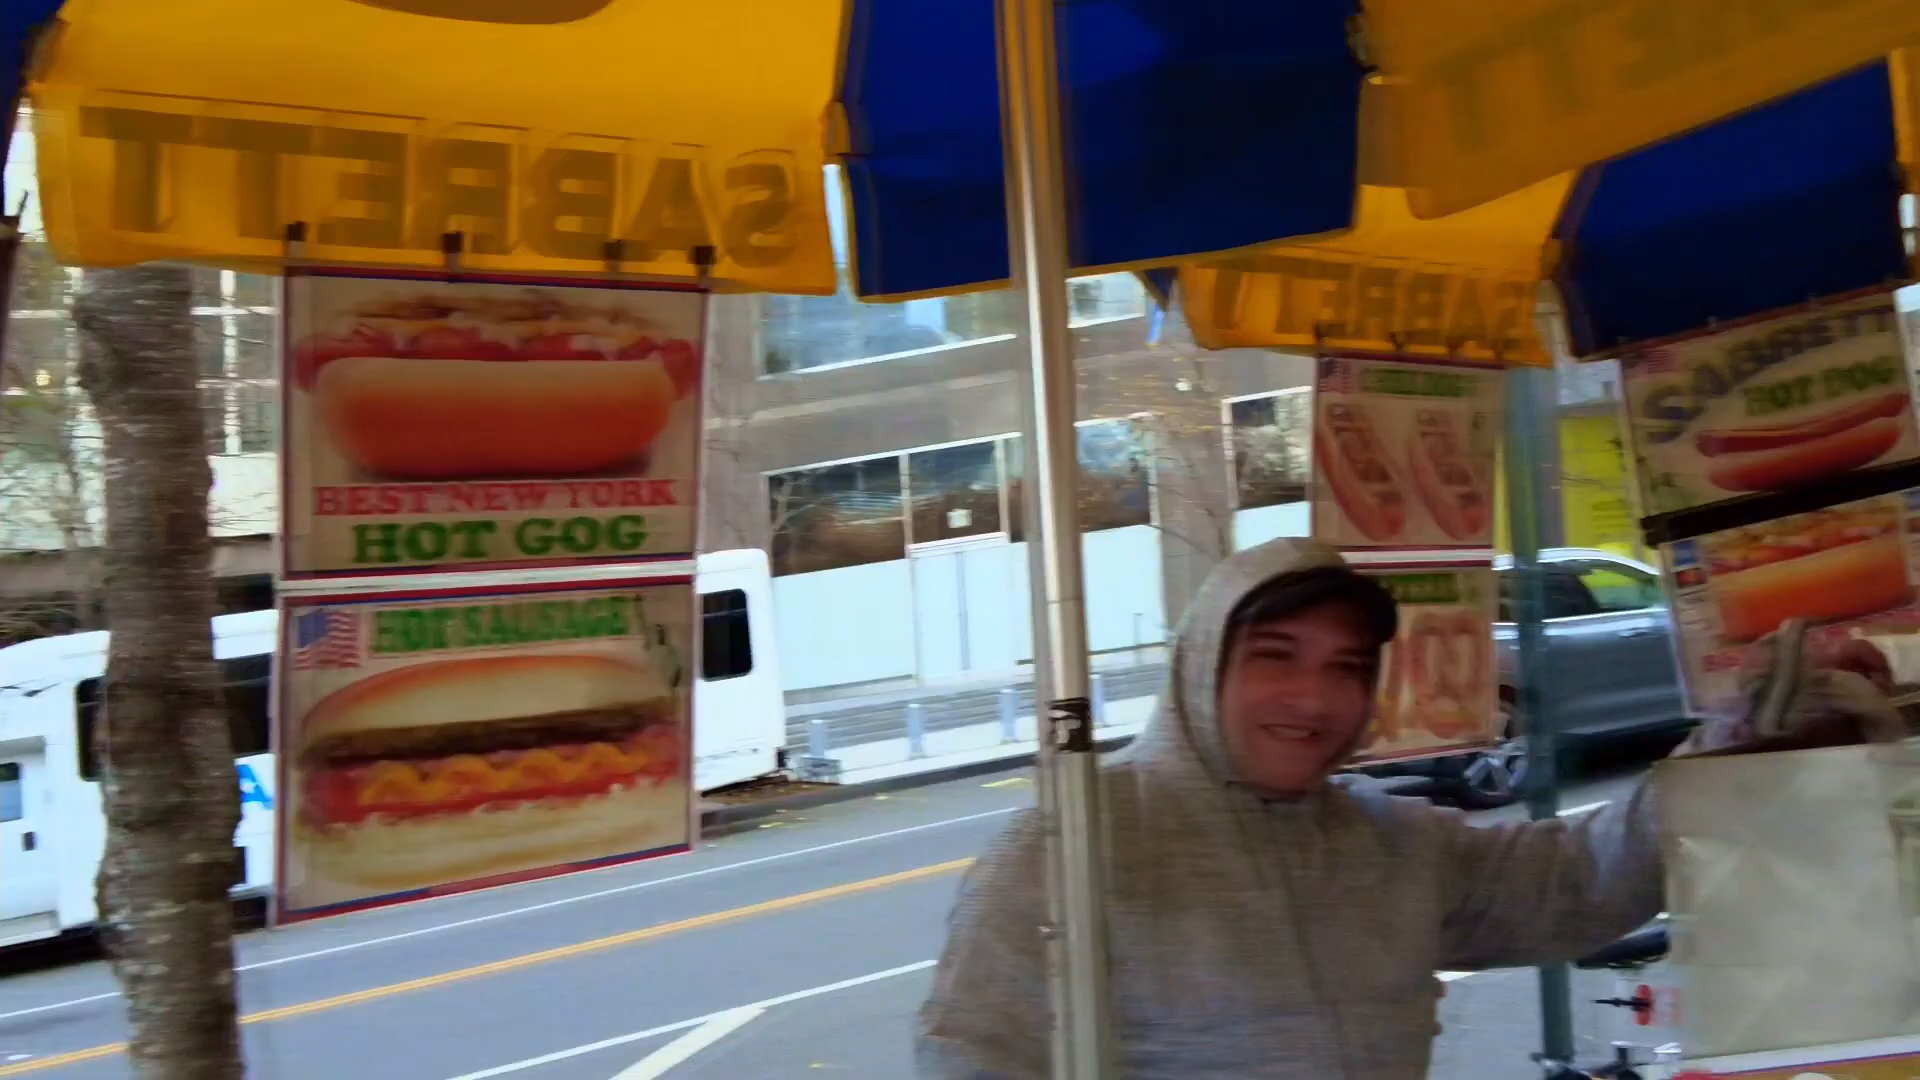 SABRETT
BEST NEW YORK
HOT GOG
HOT SAUSAGE
SABRETT
SABRETT
HOT DOG